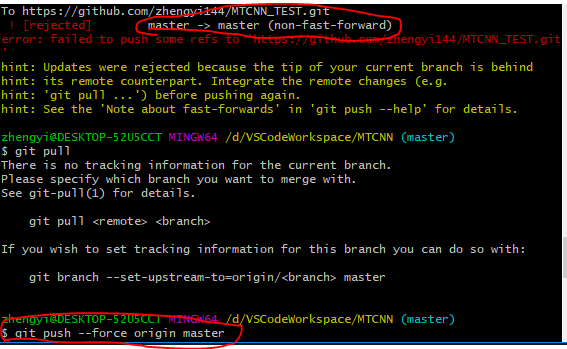 To https://github.com/zhengyi144/MTCNN_TEST.git
! [rejected]        master -> master (non-fast-forward)
error: failed to push some refs to 'https://github.com/zhengyi144/MTCNN_TEST.git
'
hint: Updates were rejected because the tip of your current branch is behind
hint: its remote counterpart. Integrate the remote changes (e.g.
hint: 'git pull ...') before pushing again.
hint: See the 'Note about fast-forwards' in 'git push --help' for details.
zhengyi@DESKTOP-52U5CCT MINGW64 /d/VSCodeWorkspace/MTCNN (master)
$ git pull
There is no tracking information for the current branch.
Please specify which branch you want to merge with.
See git-pull(1) for details.
git pull <remote> <branch>
If you wish to set tracking information for this branch you can do so with:
git branch --set-upstream-to=origin/<branch> master
zhengyi@DESKTOP-52U5CCT MINGW64 /d/VSCodeWorkspace/MTCNN (master)
$ git push --force origin master